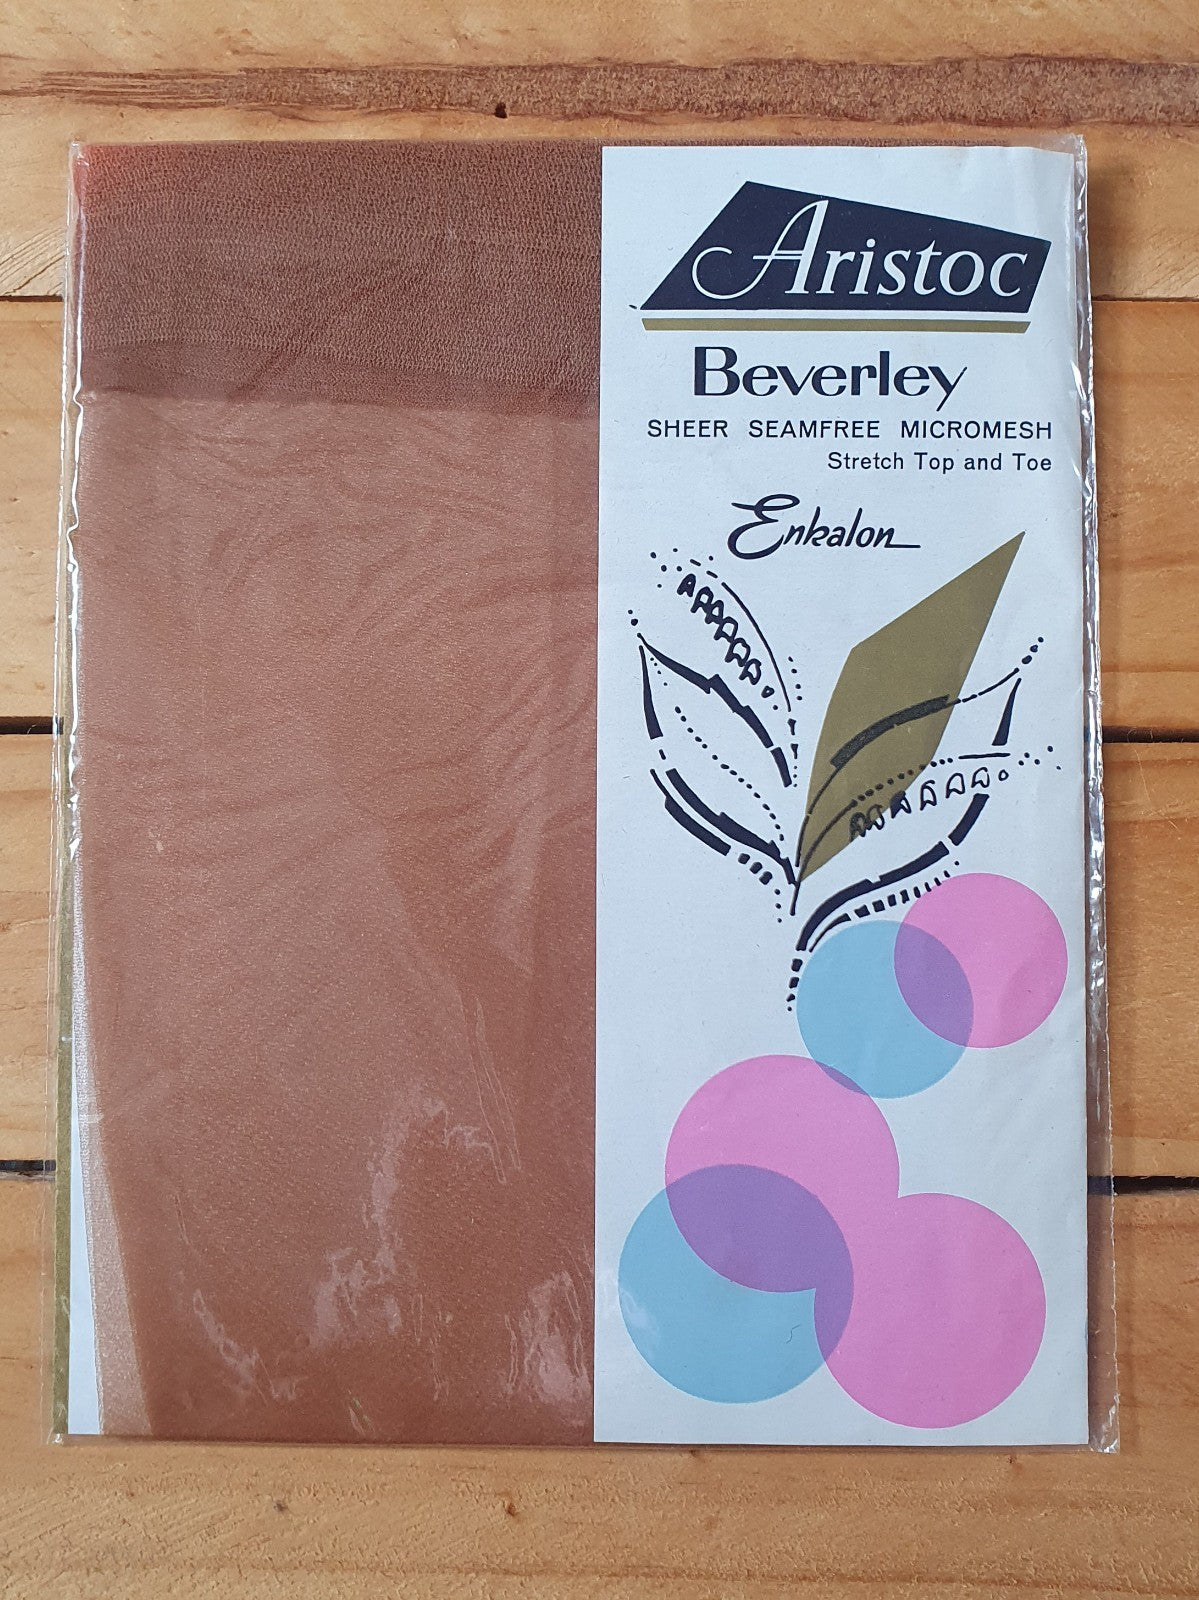 Aristoc
Beverley
SHEER SEAMFREE MICROMESH
Stretch Top and Toe
Enkalon